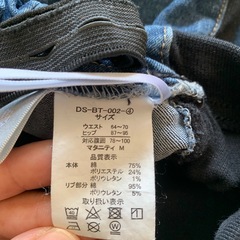 DS-BT-002-④
サイズ
ウエスト 64~70
ヒップ 87~95
対応腹囲 76~100
マタニティ M
品質表示
本体 綿 75%
ポリエステル 24%
ポリウレタン 1%
リブ部分 綿 95%
ポリウレタン 5%
取り扱い表示